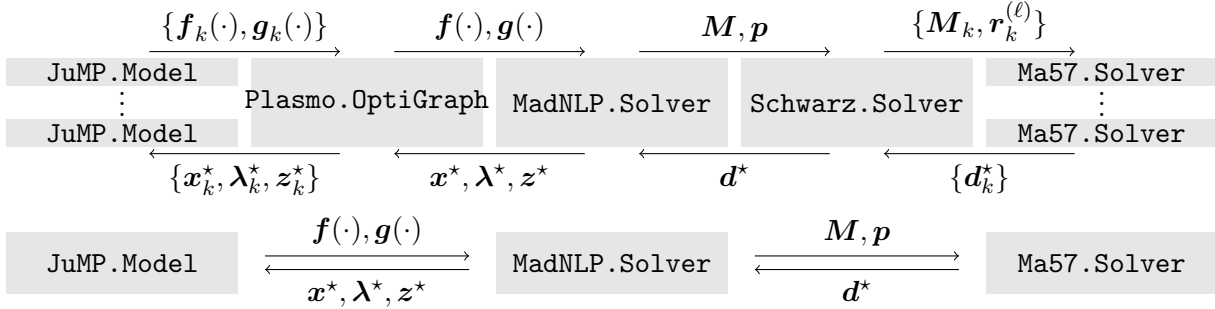 {f_k(·), g_k(·)} f(·), g(·) M, p {M_k, r_k^{(ℓ)}}
JuMP.Model Ma57.Solver
⋮ Plasmo.OptiGraph MadNLP.Solver Schwarz.Solver ⋮
JuMP.Model Ma57.Solver
{x_k^⋆, λ_k^⋆, z_k^⋆} x^⋆, λ^⋆, z^⋆ d^⋆ {d_k^⋆}
f(·), g(·) M, p
JuMP.Model MadNLP.Solver Ma57.Solver
x^⋆, λ^⋆, z^⋆ d^⋆